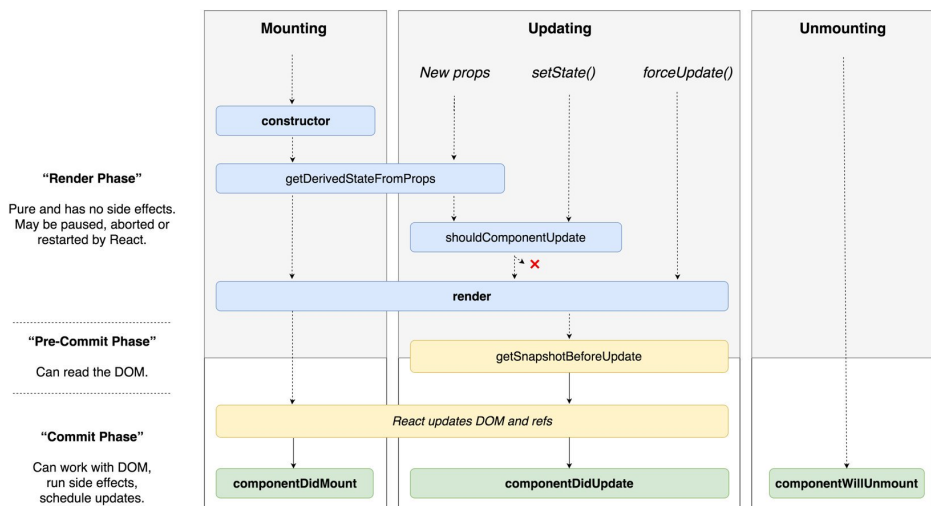 Mounting
Updating
Unmounting
New props
setState()
forceUpdate()
constructor
“Render Phase”
getDerivedStateFromProps
Pure and has no side effects.
May be paused, aborted or
restarted by React.
shouldComponentUpdate
render
“Pre-Commit Phase”
getSnapshotBeforeUpdate
Can read the DOM.
React updates DOM and refs
“Commit Phase”
Can work with DOM,
run side effects,
schedule updates.
componentDidMount
componentDidUpdate
componentWillUnmount